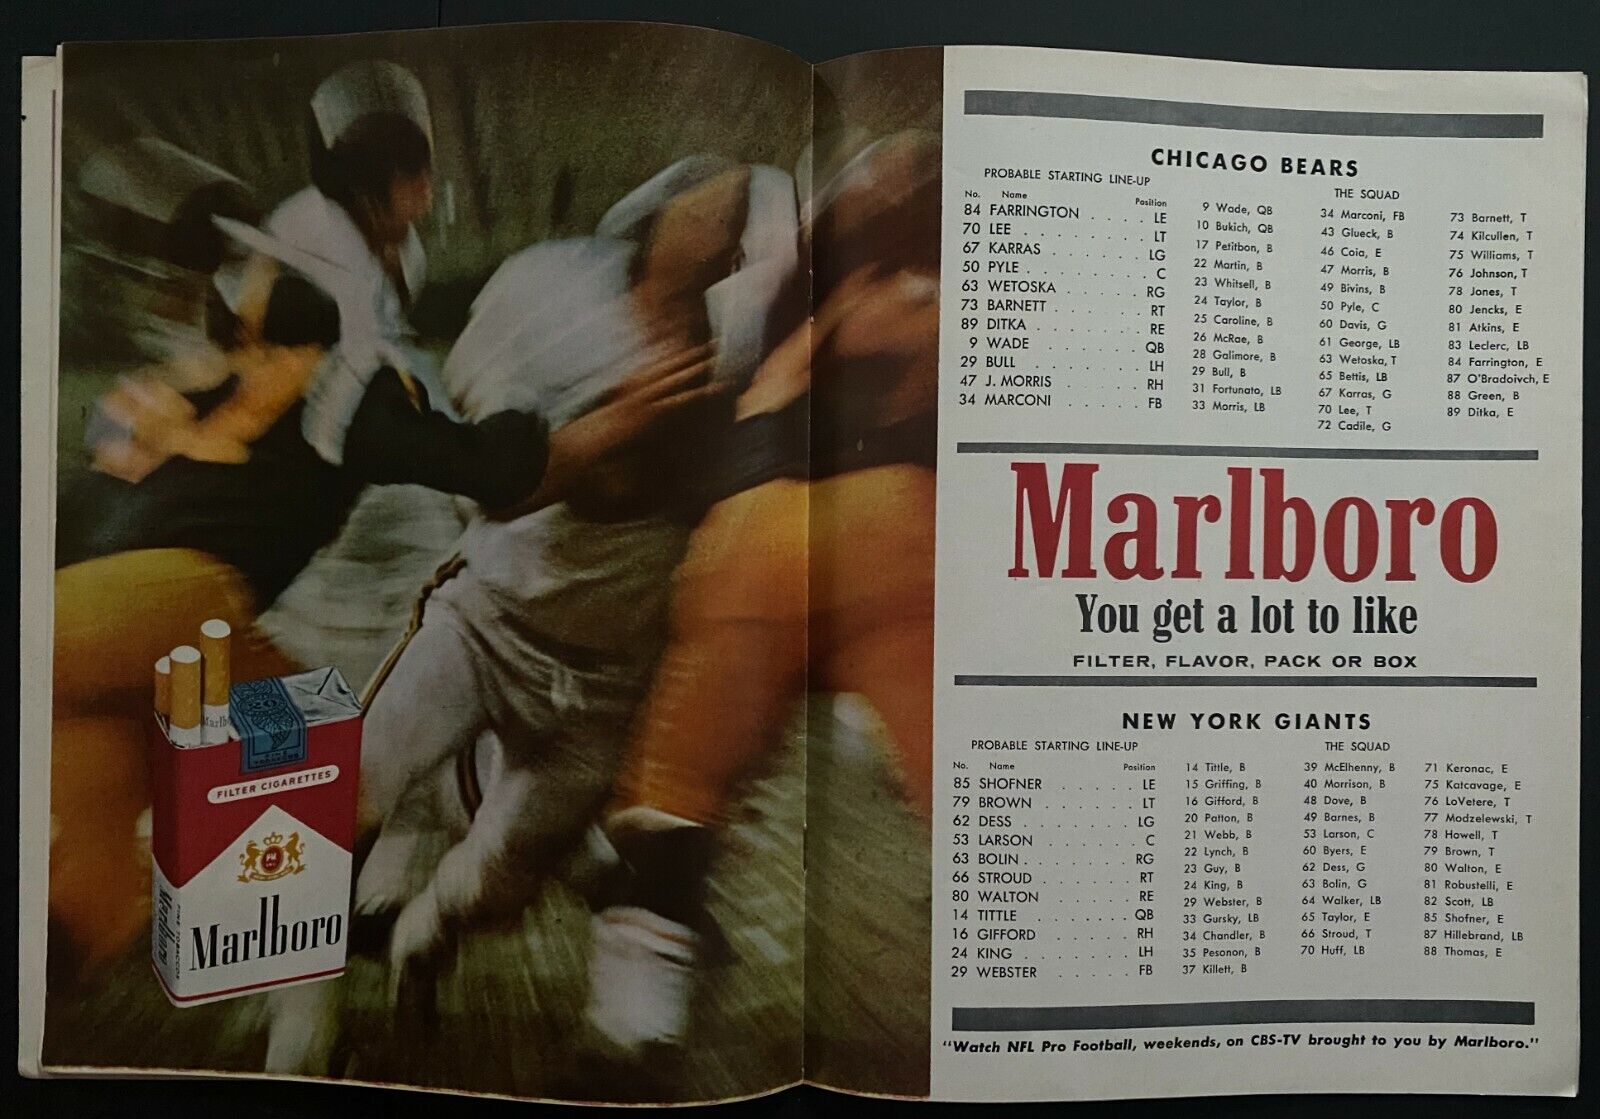 FILTER CIGARETTES
Marlboro
CHICAGO BEARS
PROBABLE STARTING LINE-UP
No. Name Position
84 FARRINGTON . . . . LE
70 LEE . . . . . . . . LT
67 KARRAS . . . . . . LG
50 PYLE . . . . . . . . C
63 WETOSKA . . . . . RG
73 BARNETT . . . . . . RT
89 DITKA . . . . . . . RE
9 WADE . . . . . . QB
29 BULL . . . . . . . LH
47 J. MORRIS . . . . . RH
34 MARCONI . . . . . FB
THE SQUAD
9 Wade, QB
10 Bukich, QB
17 Petitbon, B
22 Martin, B
23 Whitsell, B
24 Taylor, B
25 Caroline, B
26 McRae, B
28 Galimore, B
29 Bull, B
31 Fortunato, LB
33 Morris, LB
34 Marconi, FB
43 Glueck, B
46 Coia, E
47 Morris, B
49 Bivins, B
50 Pyle, C
60 Davis, G
61 George, LB
63 Wetoska, T
65 Bettis, LB
67 Karras, G
70 Lee, T
72 Cadile, G
73 Barnett, T
74 Kilcullen, T
75 Williams, T
76 Johnson, T
78 Jones, T
80 Jencks, E
81 Atkins, E
83 Leclerc, LB
84 Farrington, E
87 O'Bradoivch, E
88 Green, B
89 Ditka, E
Marlboro
You get a lot to like
FILTER, FLAVOR, PACK OR BOX
NEW YORK GIANTS
PROBABLE STARTING LINE-UP
No. Name Position
85 SHOFNER . . . . . LE
79 BROWN . . . . . . LT
62 DESS . . . . . . . LG
53 LARSON . . . . . . C
63 BOLIN . . . . . . . RG
66 STROUD . . . . . . RT
80 WALTON . . . . . RE
14 TITTLE . . . . . . . QB
16 GIFFORD . . . . . RH
24 KING . . . . . . . LH
29 WEBSTER . . . . . FB
THE SQUAD
14 Tittle, B
15 Griffing, B
16 Gifford, B
20 Patton, B
21 Webb, B
22 Lynch, B
23 Guy, B
24 King, B
29 Webster, B
33 Gursky, LB
34 Chandler, B
35 Pesonon, B
37 Killett, B
39 McElhenny, B
40 Morrison, B
48 Dove, B
49 Barnes, B
53 Larson, C
60 Byers, E
62 Dess, G
63 Bolin, G
64 Walker, LB
65 Taylor, E
66 Stroud, T
70 Huff, LB
71 Keronac, E
75 Katcavage, E
76 LoVetere, T
77 Modzelewski, T
78 Howell, T
79 Brown, T
80 Walton, E
81 Robustelli, E
82 Scott, LB
85 Shofner, E
87 Hillebrand, LB
88 Thomas, E
"Watch NFL Pro Football, weekends, on CBS-TV brought to you by Marlboro."